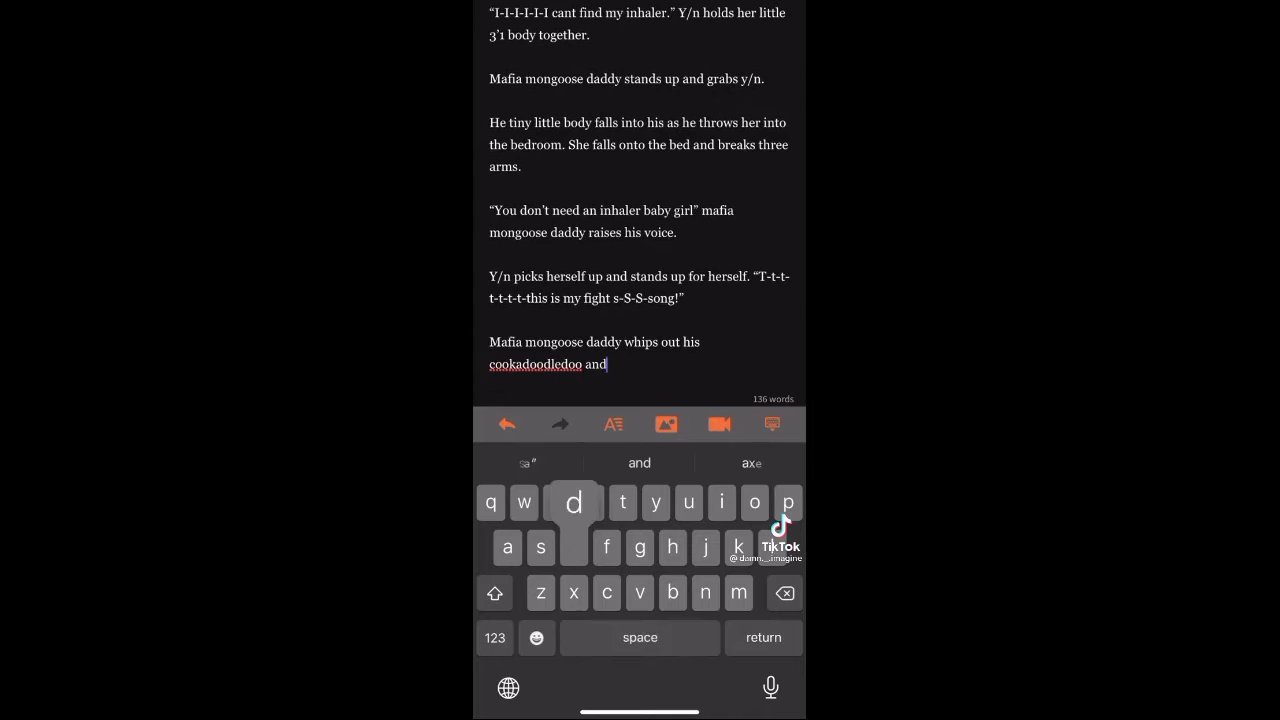 “I-I-I-I-I-I cant find my inhaler.” Y/n holds her little
3’1 body together.
Mafia mongoose daddy stands up and grabs y/n.
He tiny little body falls into his as he throws her into
the bedroom. She falls onto the bed and breaks three
arms.
“You don’t need an inhaler baby girl” mafia
mongoose daddy raises his voice.
Y/n picks herself up and stands up for herself. “T-t-t-
t-t-t-t-this is my fight s-S-S-song!”
Mafia mongoose daddy whips out his
cookadoodledoo and
136 words
and axe
q w d t y u i o p
a s f g h j k
TikTok
z x c v b n m
123 space return